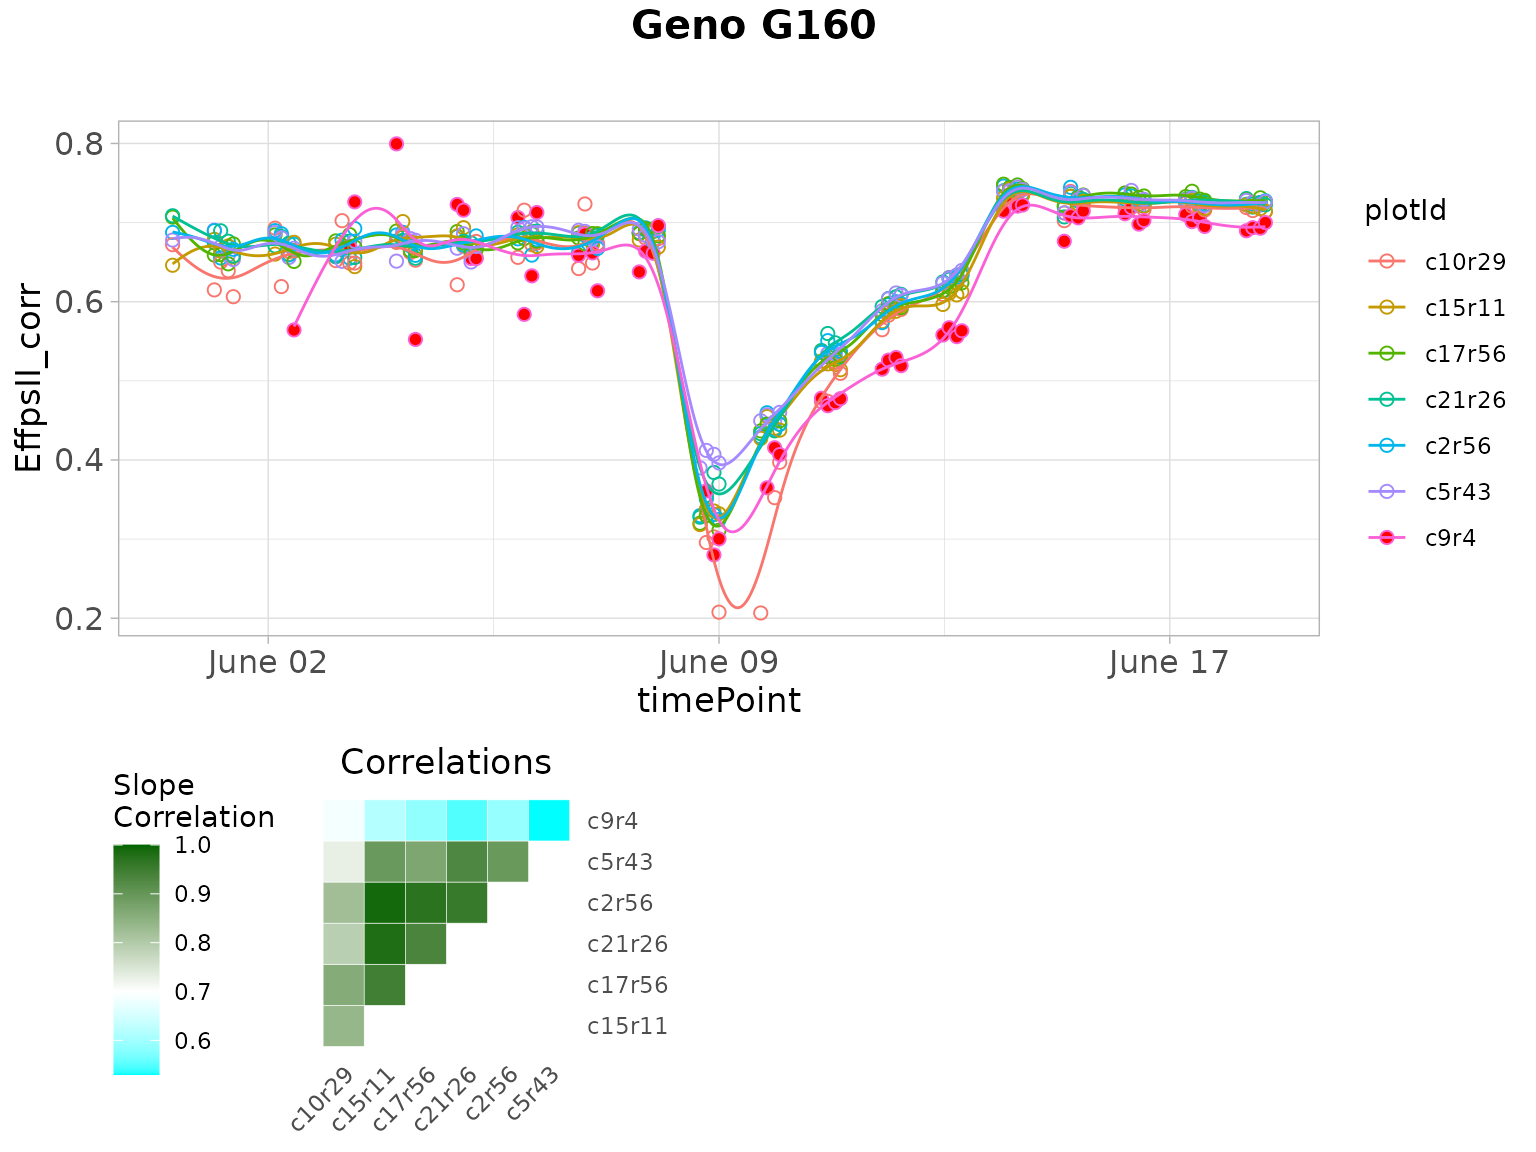 Geno G160
EffpsII_corr
0.8
0.6
0.4
0.2
June 02
June 09
June 17
timePoint
plotId
c10r29
c15r11
c17r56
c21r26
c2r56
c5r43
c9r4
Slope
Correlation
1.0
0.9
0.8
0.7
0.6
Correlations
c9r4
c5r43
c2r56
c21r26
c17r56
c15r11
c10r29
c15r11
c17r56
c21r26
c2r56
c5r43